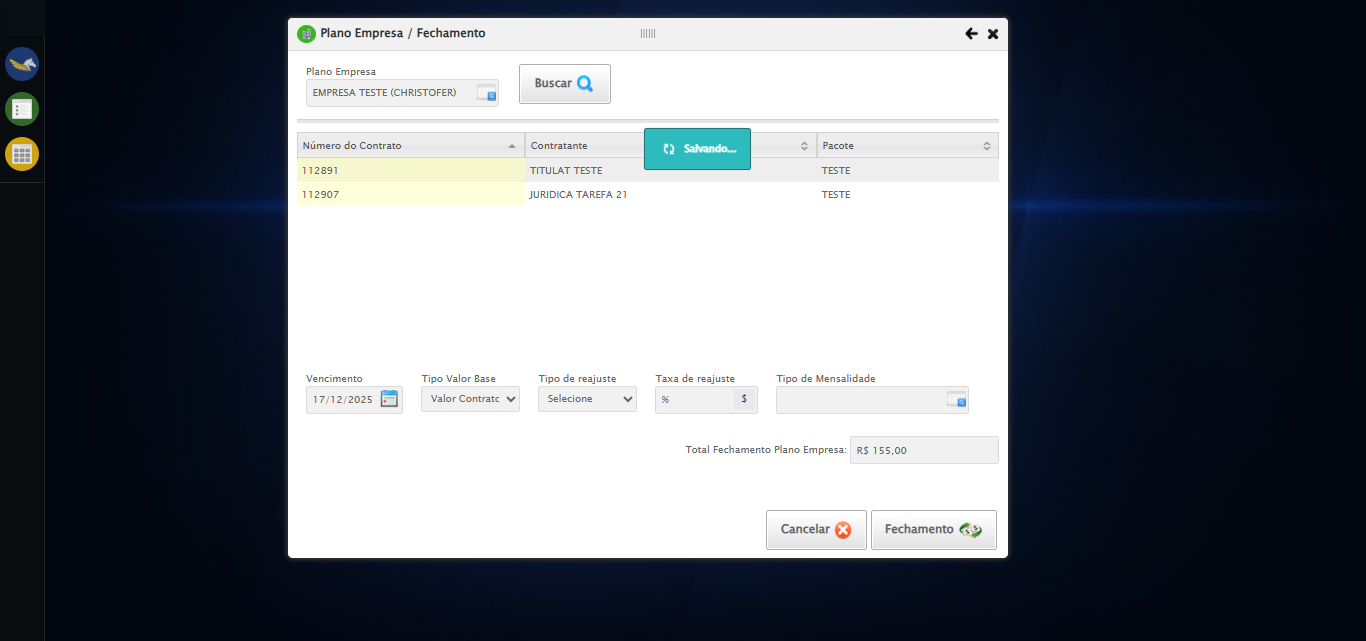 Plano Empresa / Fechamento
Plano Empresa
EMPRESA TESTE (CHRISTOFER)
Buscar
Número do Contrato Contratante Pacote
Salvando...
112891 TITULAT TESTE TESTE
112907 JURIDICA TAREFA 21 TESTE
Vencimento Tipo Valor Base Tipo de reajuste Taxa de reajuste Tipo de Mensalidade
17/12/2025 Valor Contrato Selecione % $
Total Fechamento Plano Empresa: R$ 155,00
Cancelar Fechamento